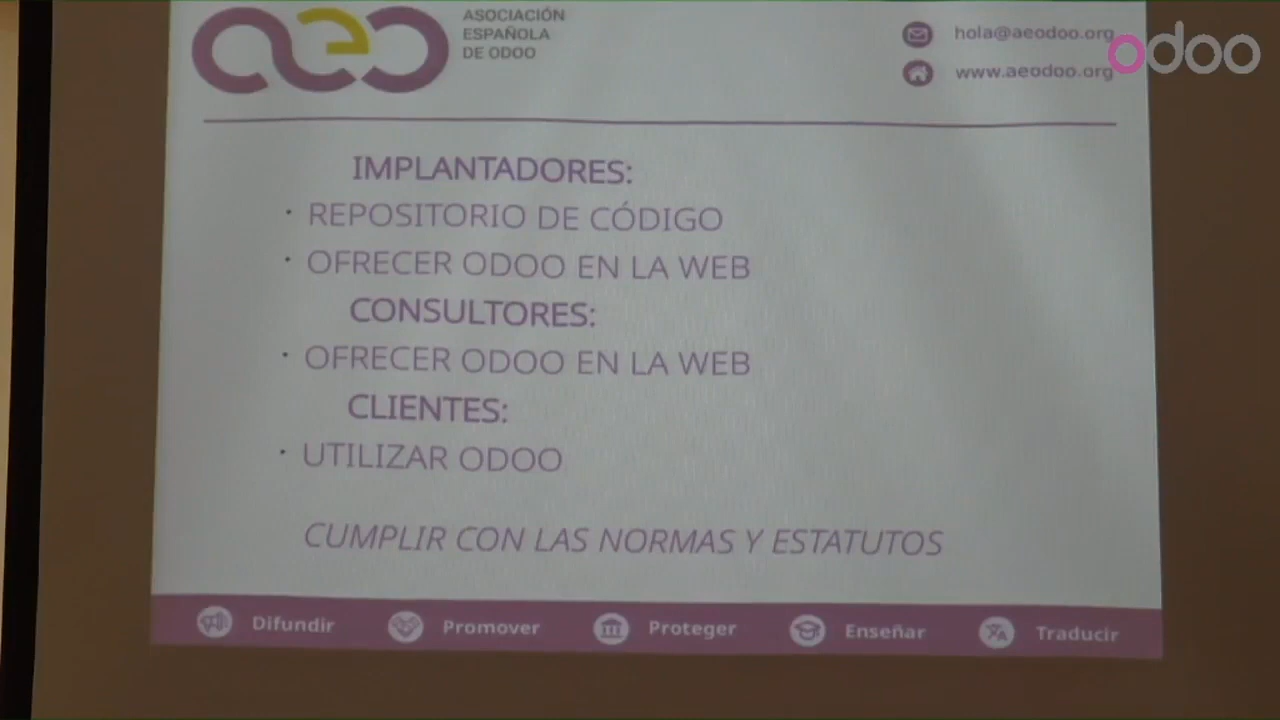 aeo
ASOCIACIÓN
ESPAÑOLA
DE ODOO
hola@aeodoo.org
www.aeodoo.org
odoo
IMPLANTADORES:
· REPOSITORIO DE CÓDIGO
· OFRECER ODOO EN LA WEB
CONSULTORES:
· OFRECER ODOO EN LA WEB
CLIENTES:
· UTILIZAR ODOO
CUMPLIR CON LAS NORMAS Y ESTATUTOS
Difundir Promover Proteger Enseñar Traducir